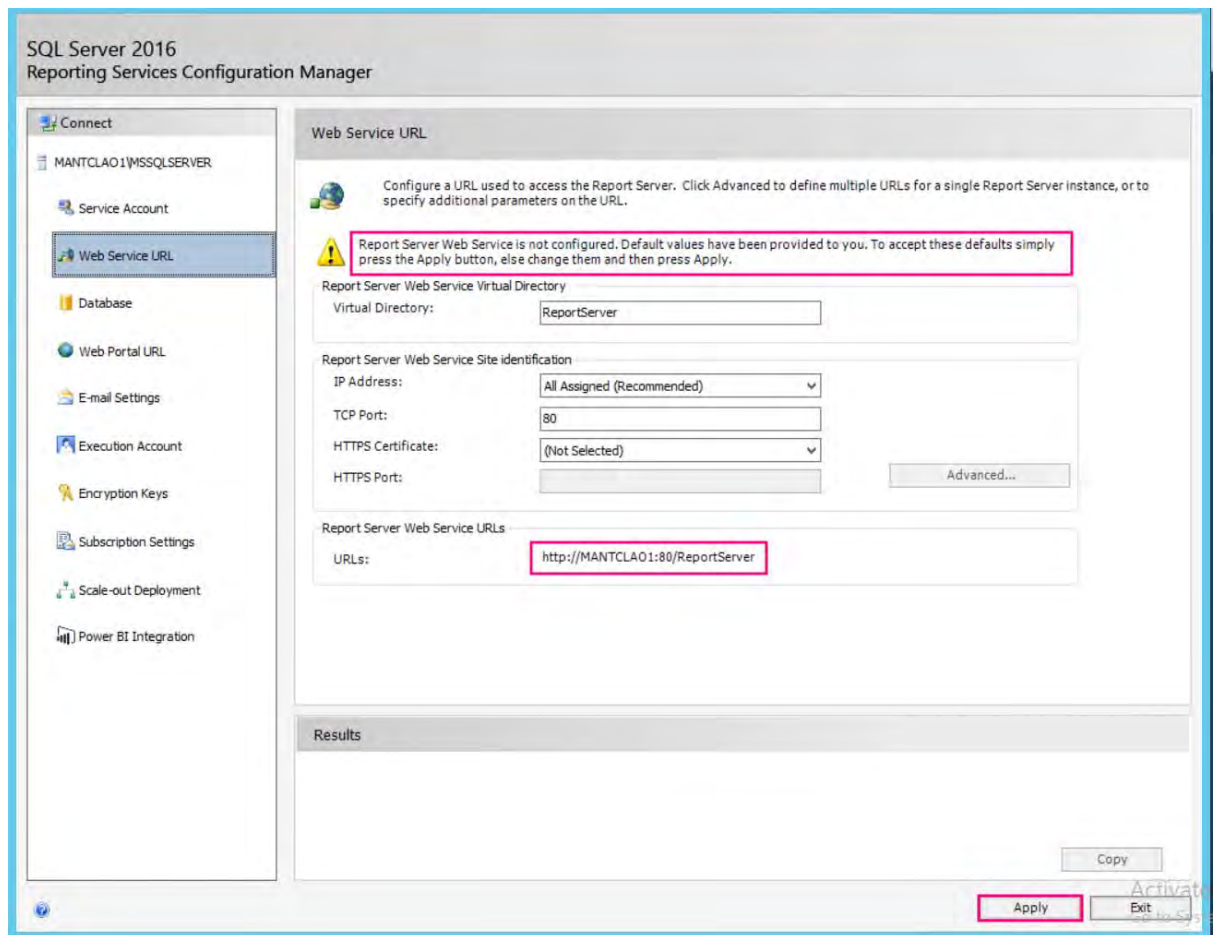 SQL Server 2016
Reporting Services Configuration Manager
Connect
MANTCLAO1\MSSQLSERVER
Service Account
Web Service URL
Database
Web Portal URL
E-mail Settings
Execution Account
Encryption Keys
Subscription Settings
Scale-out Deployment
Power BI Integration
Web Service URL
Configure a URL used to access the Report Server. Click Advanced to define multiple URLs for a single Report Server instance, or to
specify additional parameters on the URL.
Report Server Web Service is not configured. Default values have been provided to you. To accept these defaults simply
press the Apply button, else change them and then press Apply.
Report Server Web Service Virtual Directory
Virtual Directory:
ReportServer
Report Server Web Service Site identification
IP Address:
All Assigned (Recommended)
TCP Port:
80
HTTPS Certificate:
(Not Selected)
HTTPS Port:
Advanced...
Report Server Web Service URLs
URLs:
http://MANTCLAO1:80/ReportServer
Results
Copy
Apply
Exit